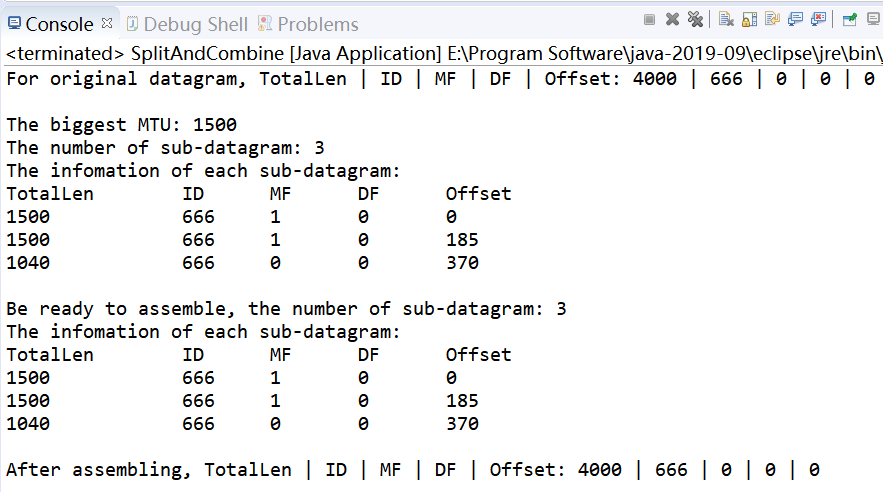 Console Debug Shell Problems
<terminated> SplitAndCombine [Java Application] E:\Program Software\java-2019-09\eclipse\jre\bin\
For original datagram, TotalLen | ID | MF | DF | Offset: 4000 | 666 | 0 | 0 | 0
The biggest MTU: 1500
The number of sub-datagram: 3
The infomation of each sub-datagram:
TotalLen ID MF DF Offset
1500 666 1 0 0
1500 666 1 0 185
1040 666 0 0 370
Be ready to assemble, the number of sub-datagram: 3
The infomation of each sub-datagram:
TotalLen ID MF DF Offset
1500 666 1 0 0
1500 666 1 0 185
1040 666 0 0 370
After assembling, TotalLen | ID | MF | DF | Offset: 4000 | 666 | 0 | 0 | 0